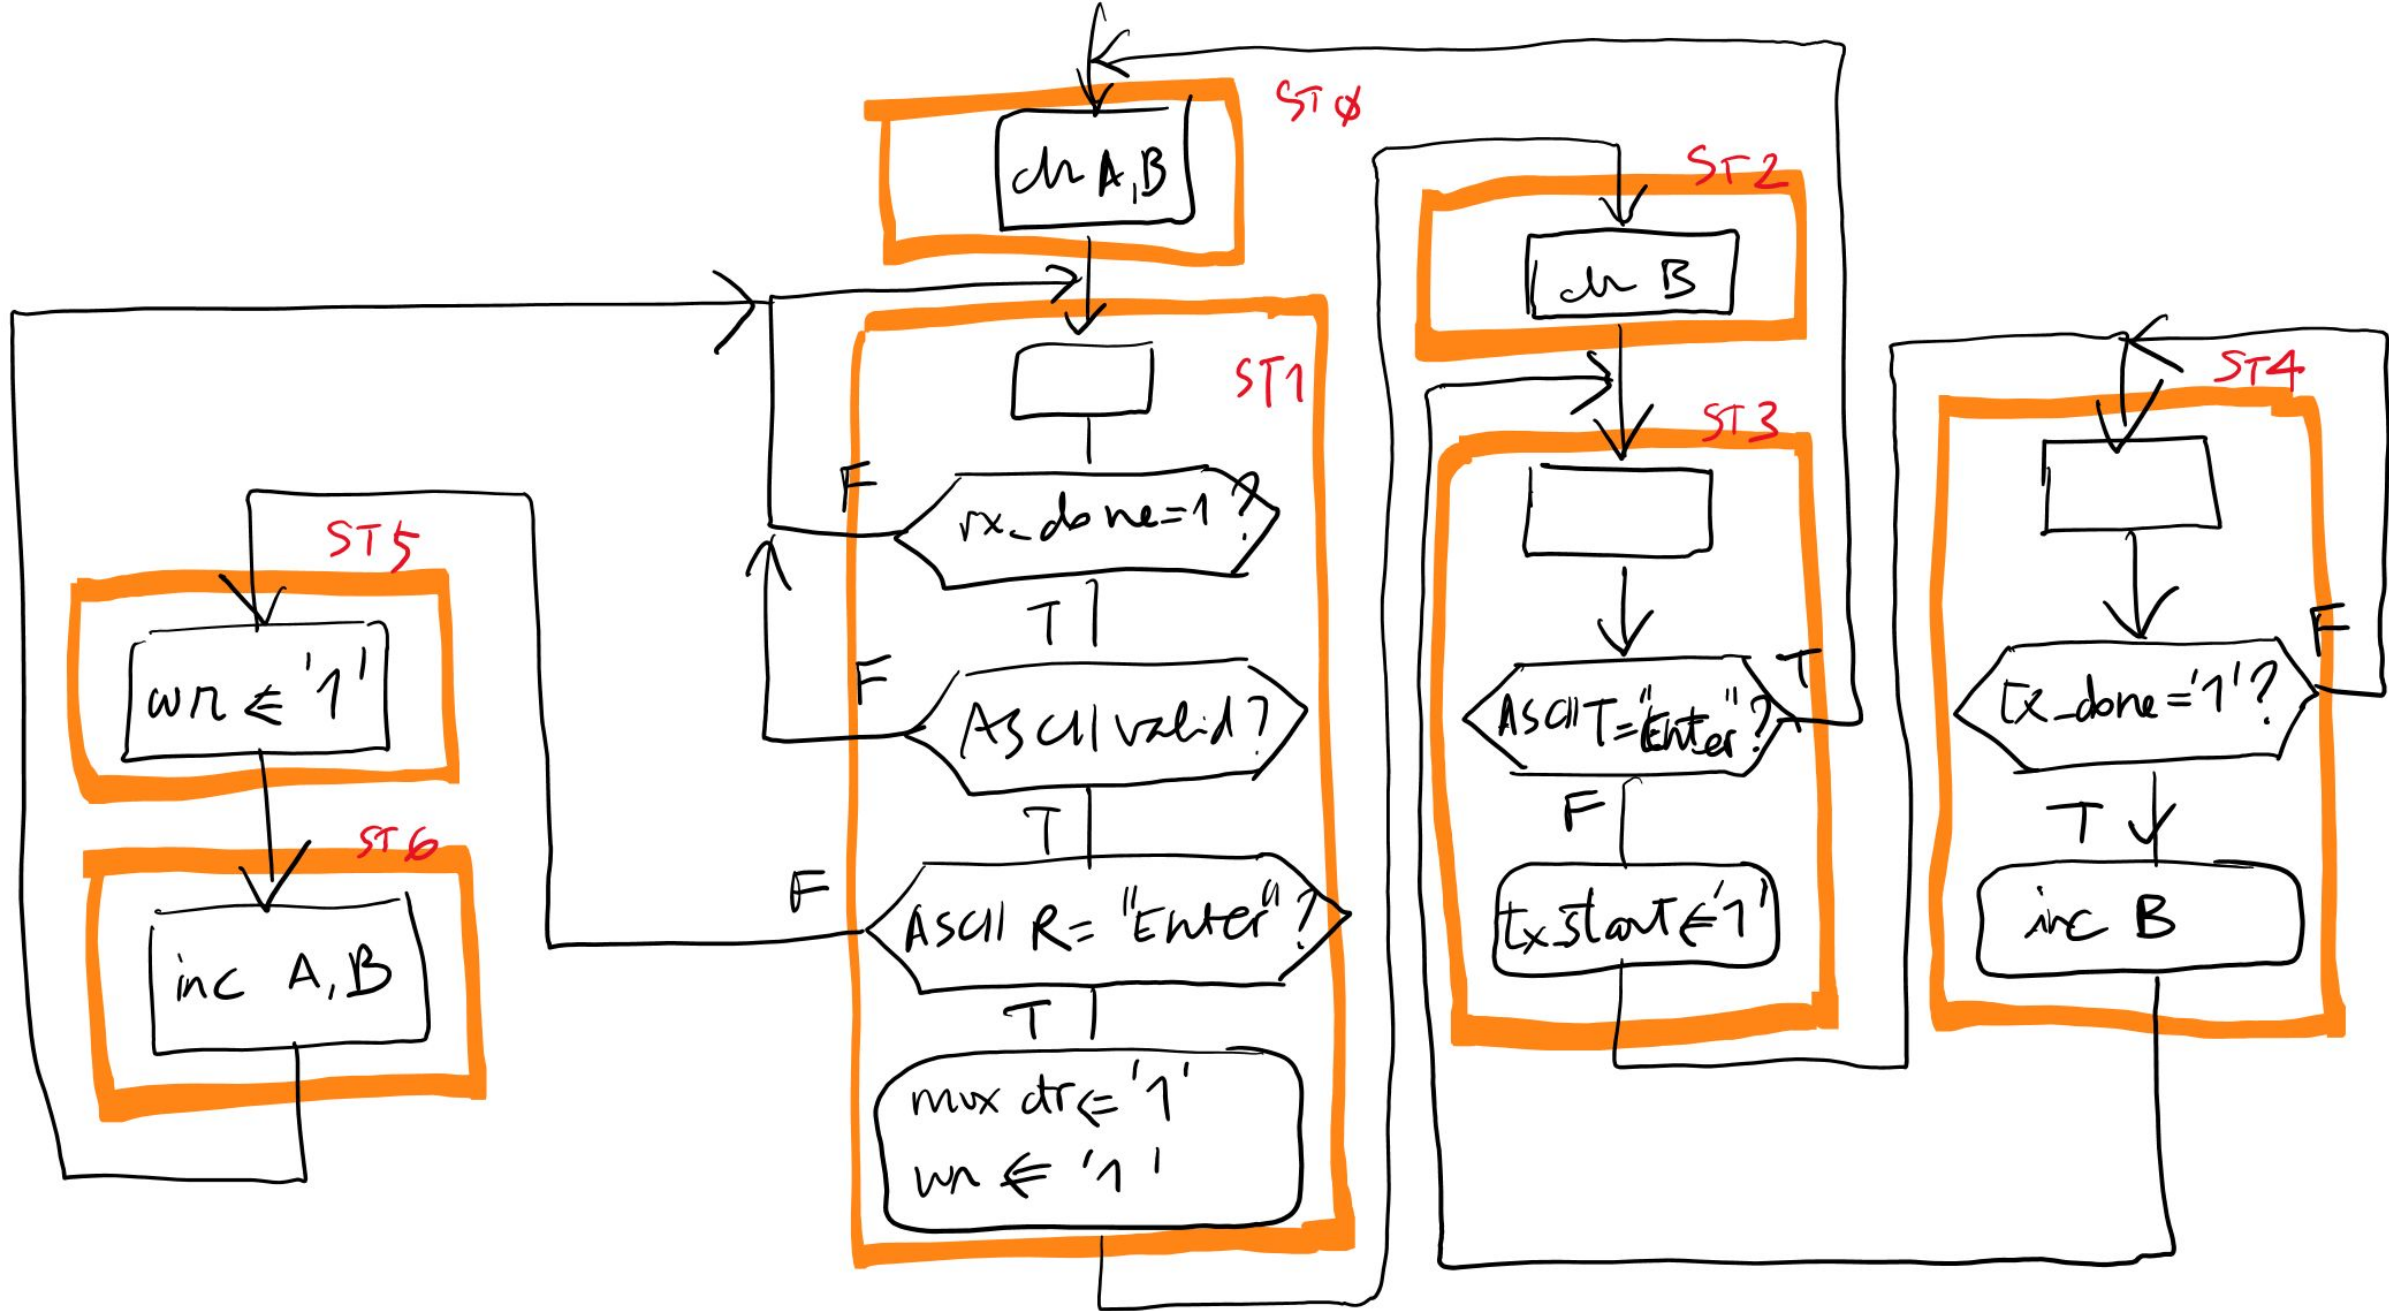 ST0
clr A,B
ST1
rx_done=1?
F
T
ASCII valid?
F
T
ASCII R= "Enter"?
F
T
mux ctr <= '1'
wr <= '1'
ST2
clr B
ST3
ASCII T= "Enter"?
T
F
tx_start <= '1'
ST4
tx_done='1'?
F
T
inc B
ST5
wr <= '1'
ST6
inc A,B